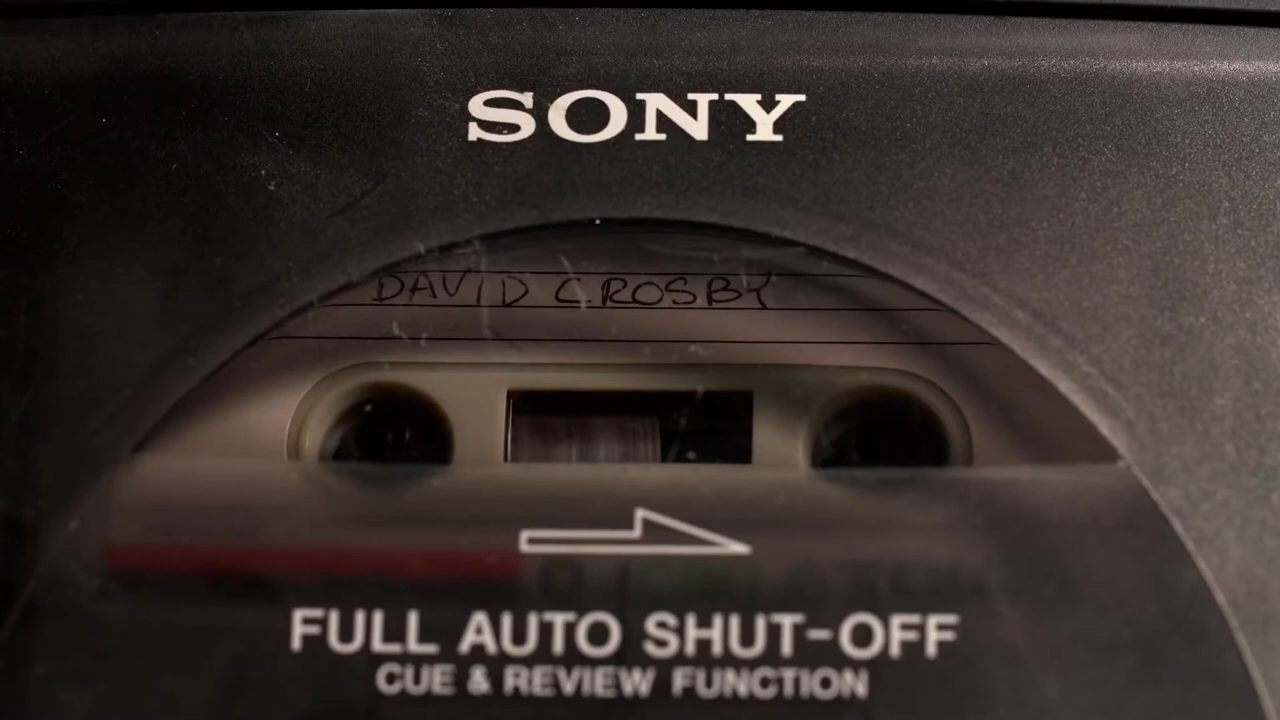 SONY
DAVID CROSBY
FULL AUTO SHUT-OFF
CUE & REVIEW FUNCTION